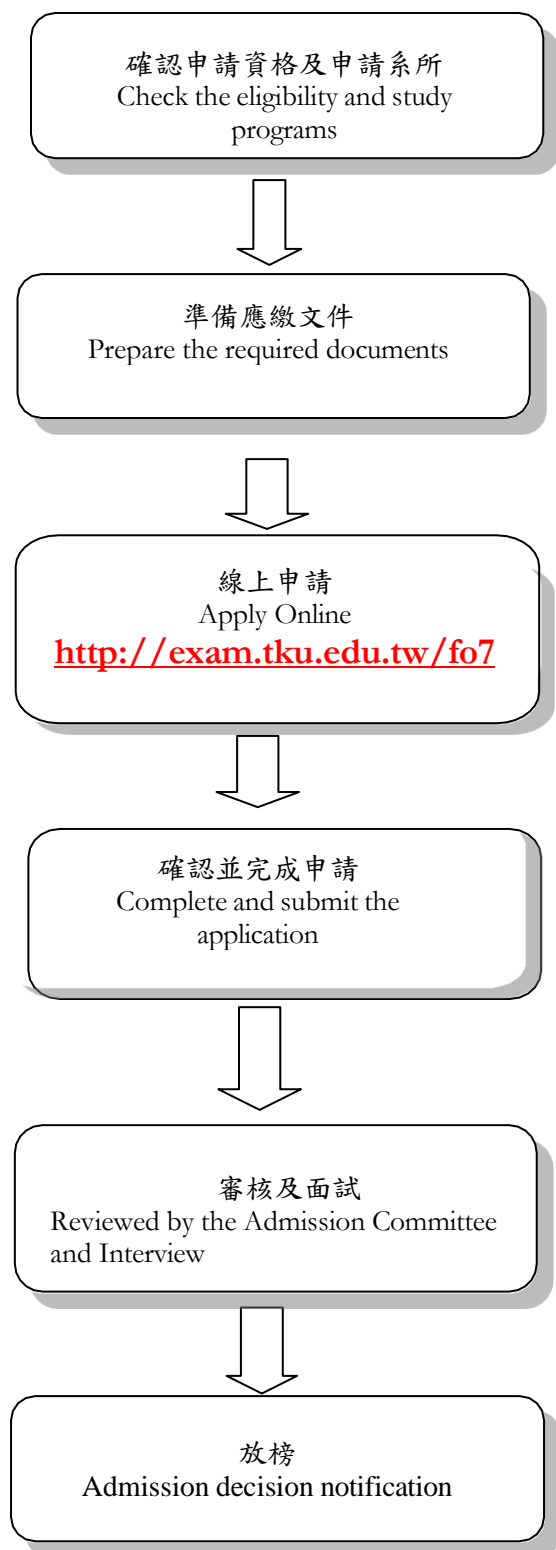 確認申請資格及申請系所
Check the eligibility and study
programs
準備應繳文件
Prepare the required documents
線上申請
Apply Online
http://exam.tku.edu.tw/fo7
確認並完成申請
Complete and submit the
application
審核及面試
Reviewed by the Admission Committee
and Interview
放榜
Admission decision notification